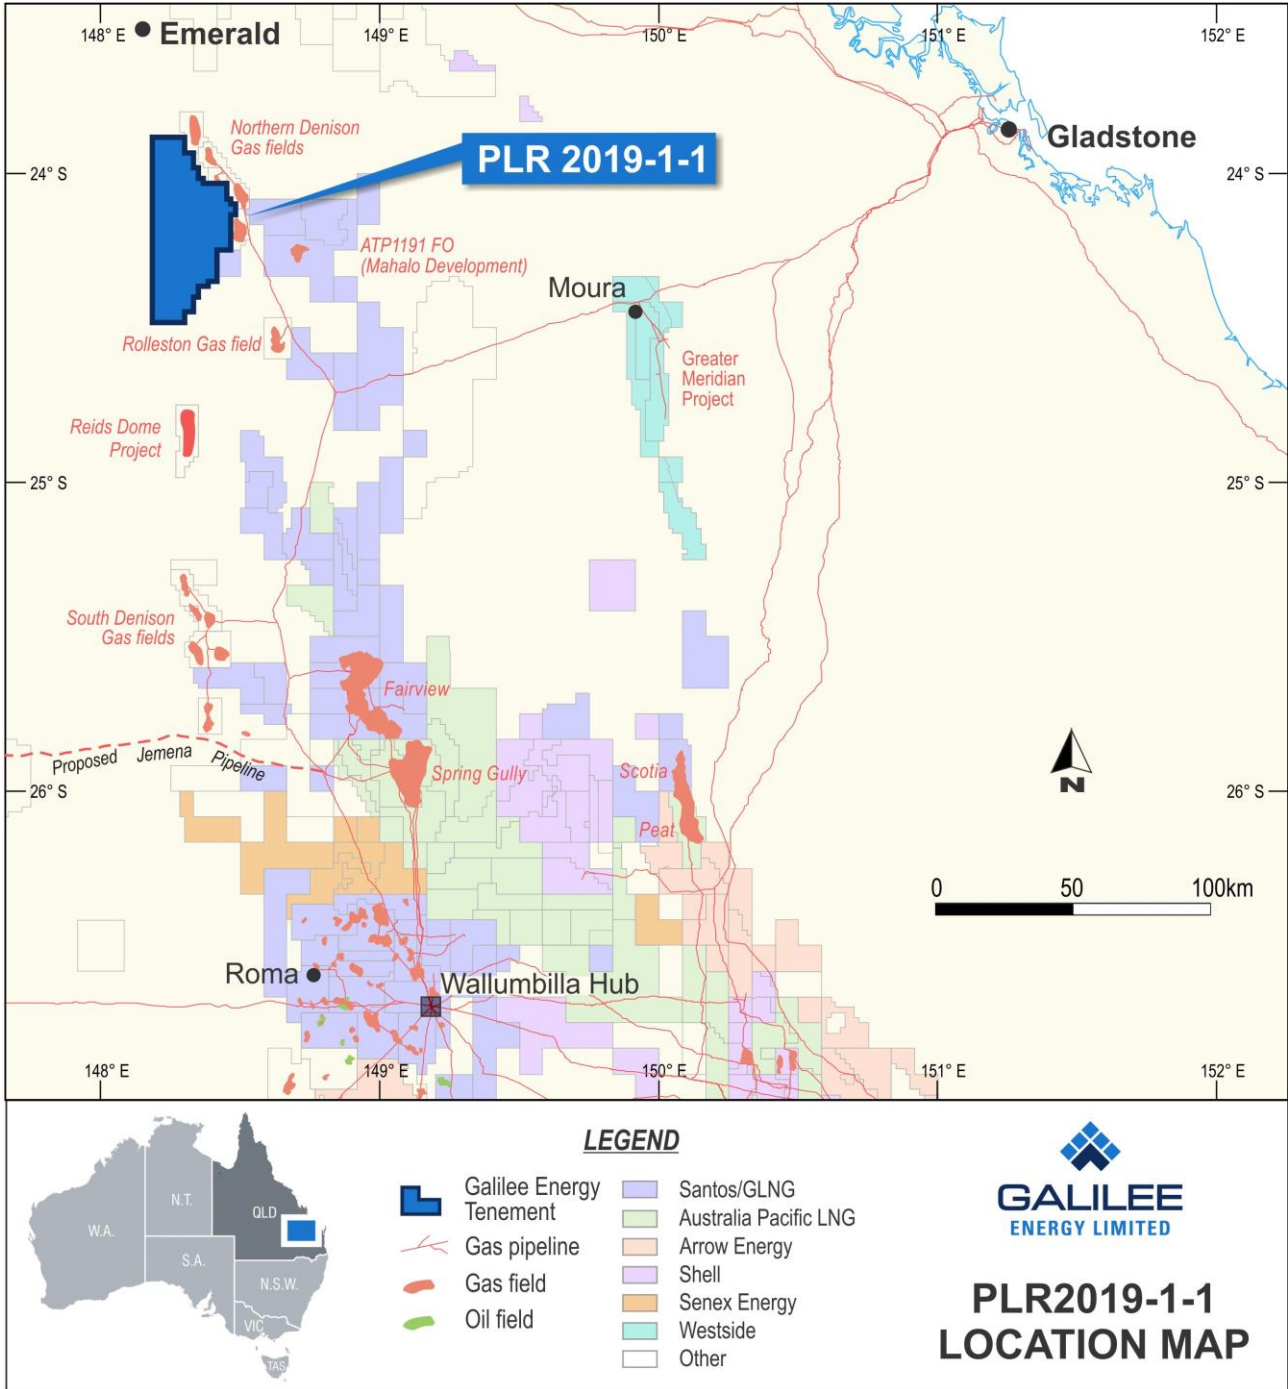 148° E
Emerald
149° E
150° E
151° E
152° E
Northern Denison
Gas fields
PLR 2019-1-1
Gladstone
24° S
24° S
ATP1191 FO
(Mahalo Development)
Moura
Rolleston Gas field
Greater
Meridian
Project
Reids Dome
Project
25° S
25° S
South Denison
Gas fields
Fairview
Proposed Jemena Pipeline
Spring Gully
Scotia
N
26° S
26° S
Peat
0 50 100km
Roma
Wallumbilla Hub
148° E
149° E
150° E
151° E
152° E
LEGEND
Galilee Energy
Tenement
Gas pipeline
Gas field
Oil field
Santos/GLNG
Australia Pacific LNG
Arrow Energy
Shell
Senex Energy
Westside
Other
W.A.
N.T.
QLD
S.A.
N.S.W.
VIC
TAS
GALILEE
ENERGY LIMITED
PLR2019-1-1
LOCATION MAP